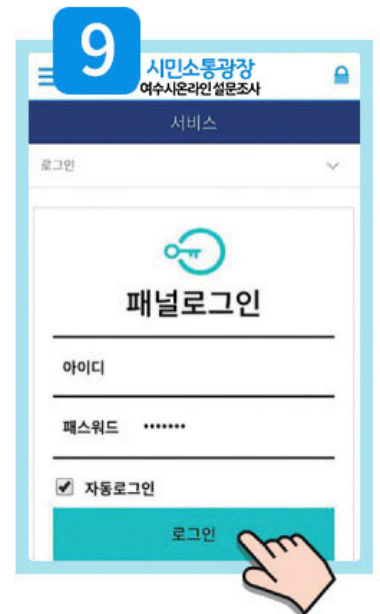 9
시민소통광장
여수시온라인설문조사
서비스
로그인
패널로그인
아이디
패스워드 •••••••
자동로그인
로그인